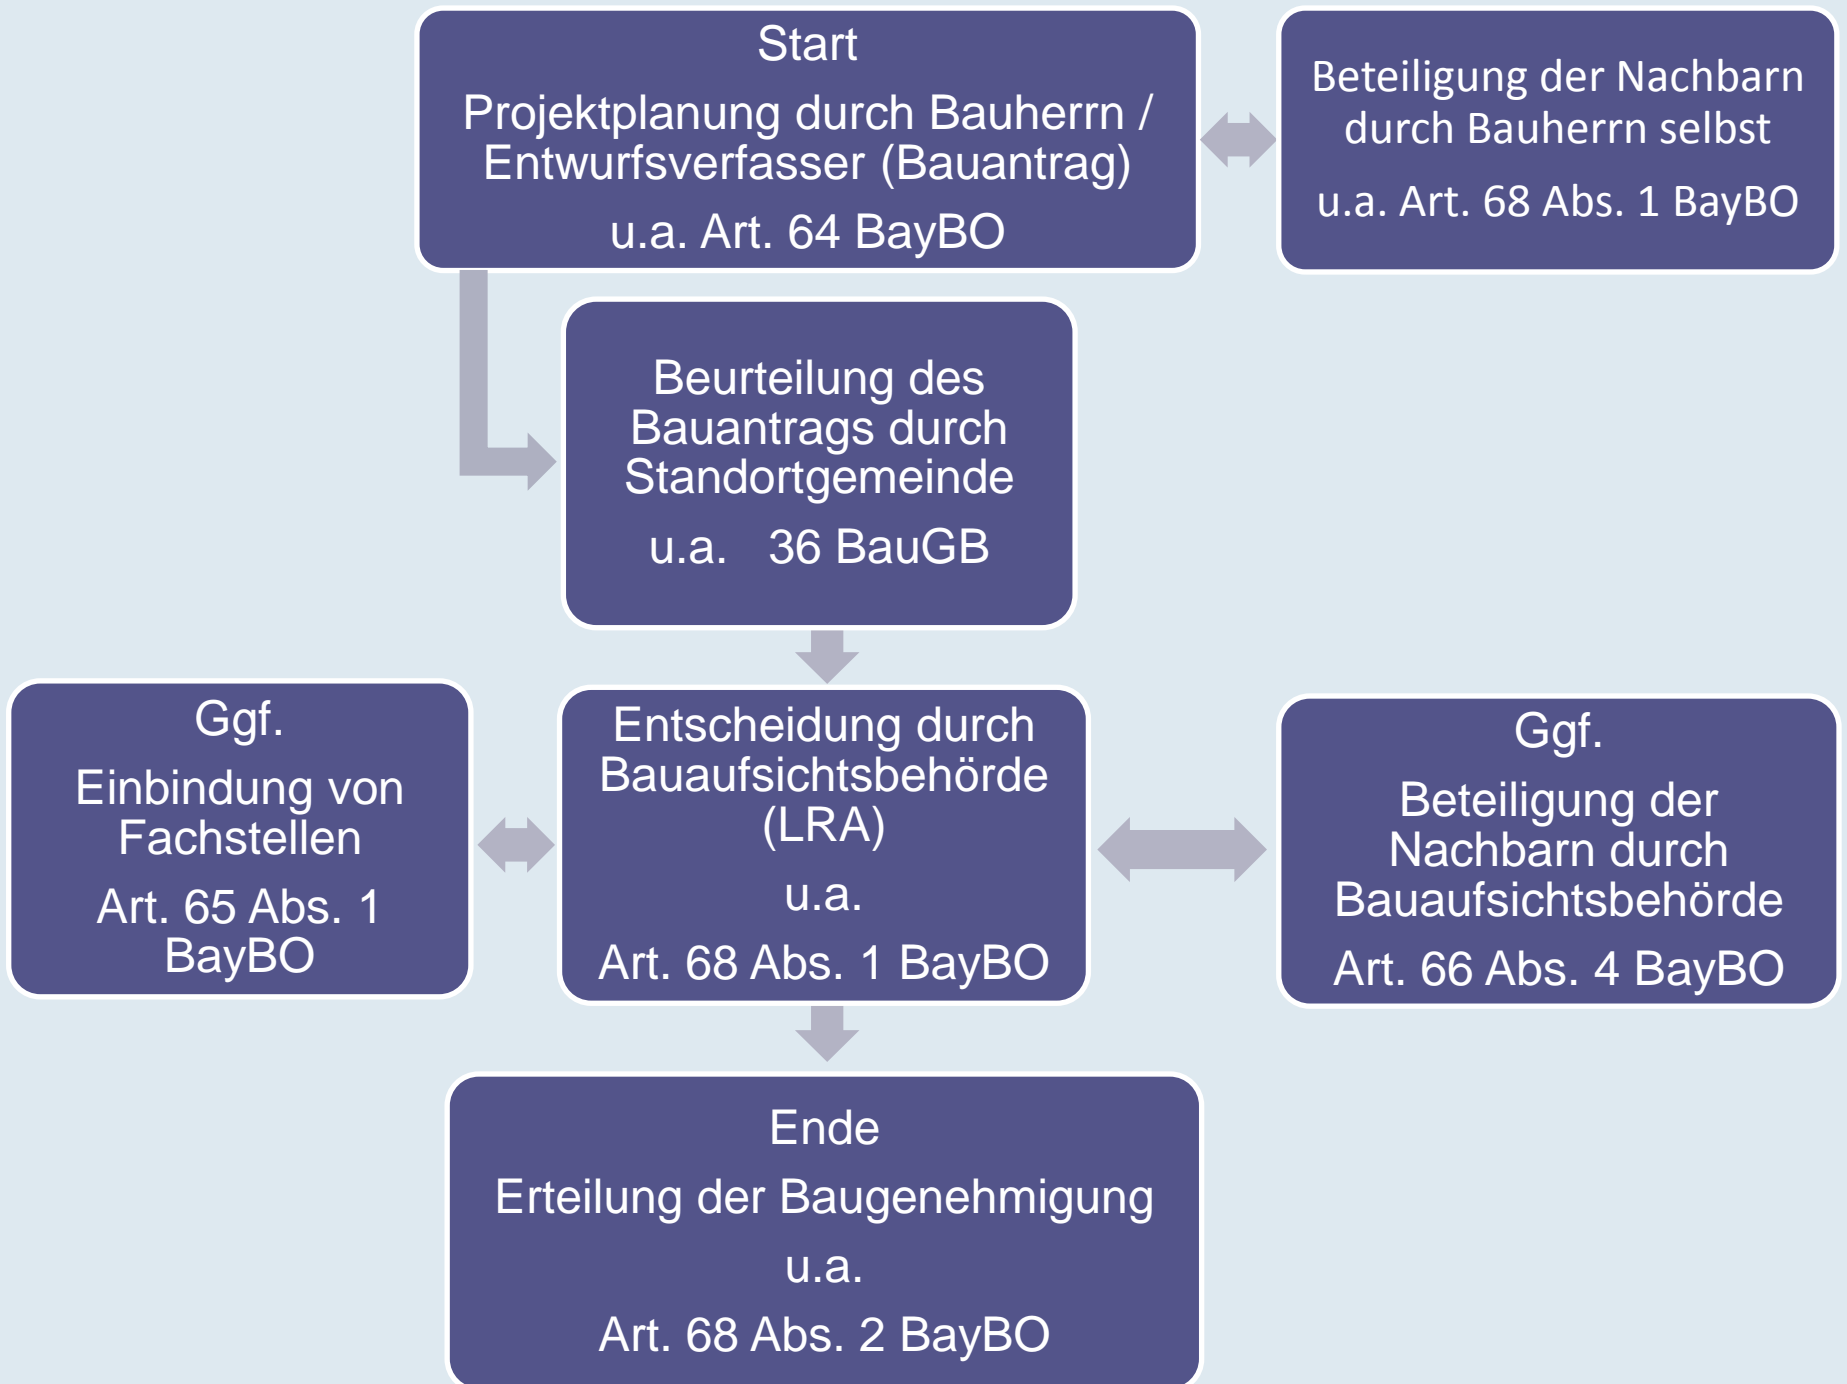 Start
Projektplanung durch Bauherrn /
Entwurfsverfasser (Bauantrag)
u.a. Art. 64 BayBO
Beteiligung der Nachbarn
durch Bauherrn selbst
u.a. Art. 68 Abs. 1 BayBO
Beurteilung des
Bauantrags durch
Standortgemeinde
u.a. 36 BauGB
Ggf.
Einbindung von
Fachstellen
Art. 65 Abs. 1
BayBO
Entscheidung durch
Bauaufsichtsbehörde
(LRA)
u.a.
Art. 68 Abs. 1 BayBO
Ggf.
Beteiligung der
Nachbarn durch
Bauaufsichtsbehörde
Art. 66 Abs. 4 BayBO
Ende
Erteilung der Baugenehmigung
u.a.
Art. 68 Abs. 2 BayBO